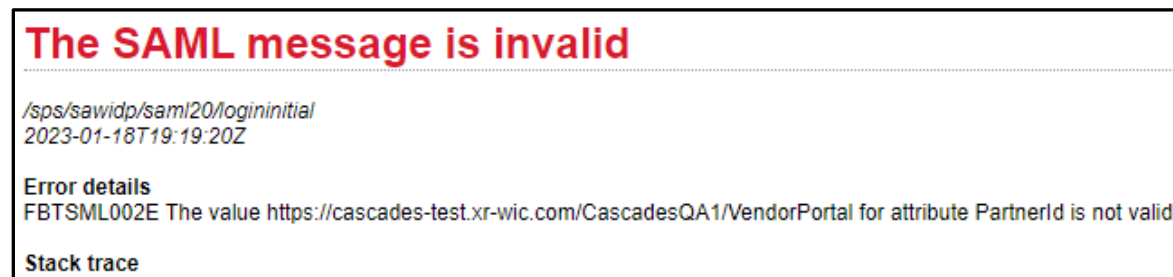 The SAML message is invalid
/sps/sawidp/saml20/logininitial
2023-01-18T19:19:20Z
Error details
FBTSML002E The value https://cascades-test.xr-wic.com/CascadesQA1/VendorPortal for attribute PartnerId is not valid
Stack trace